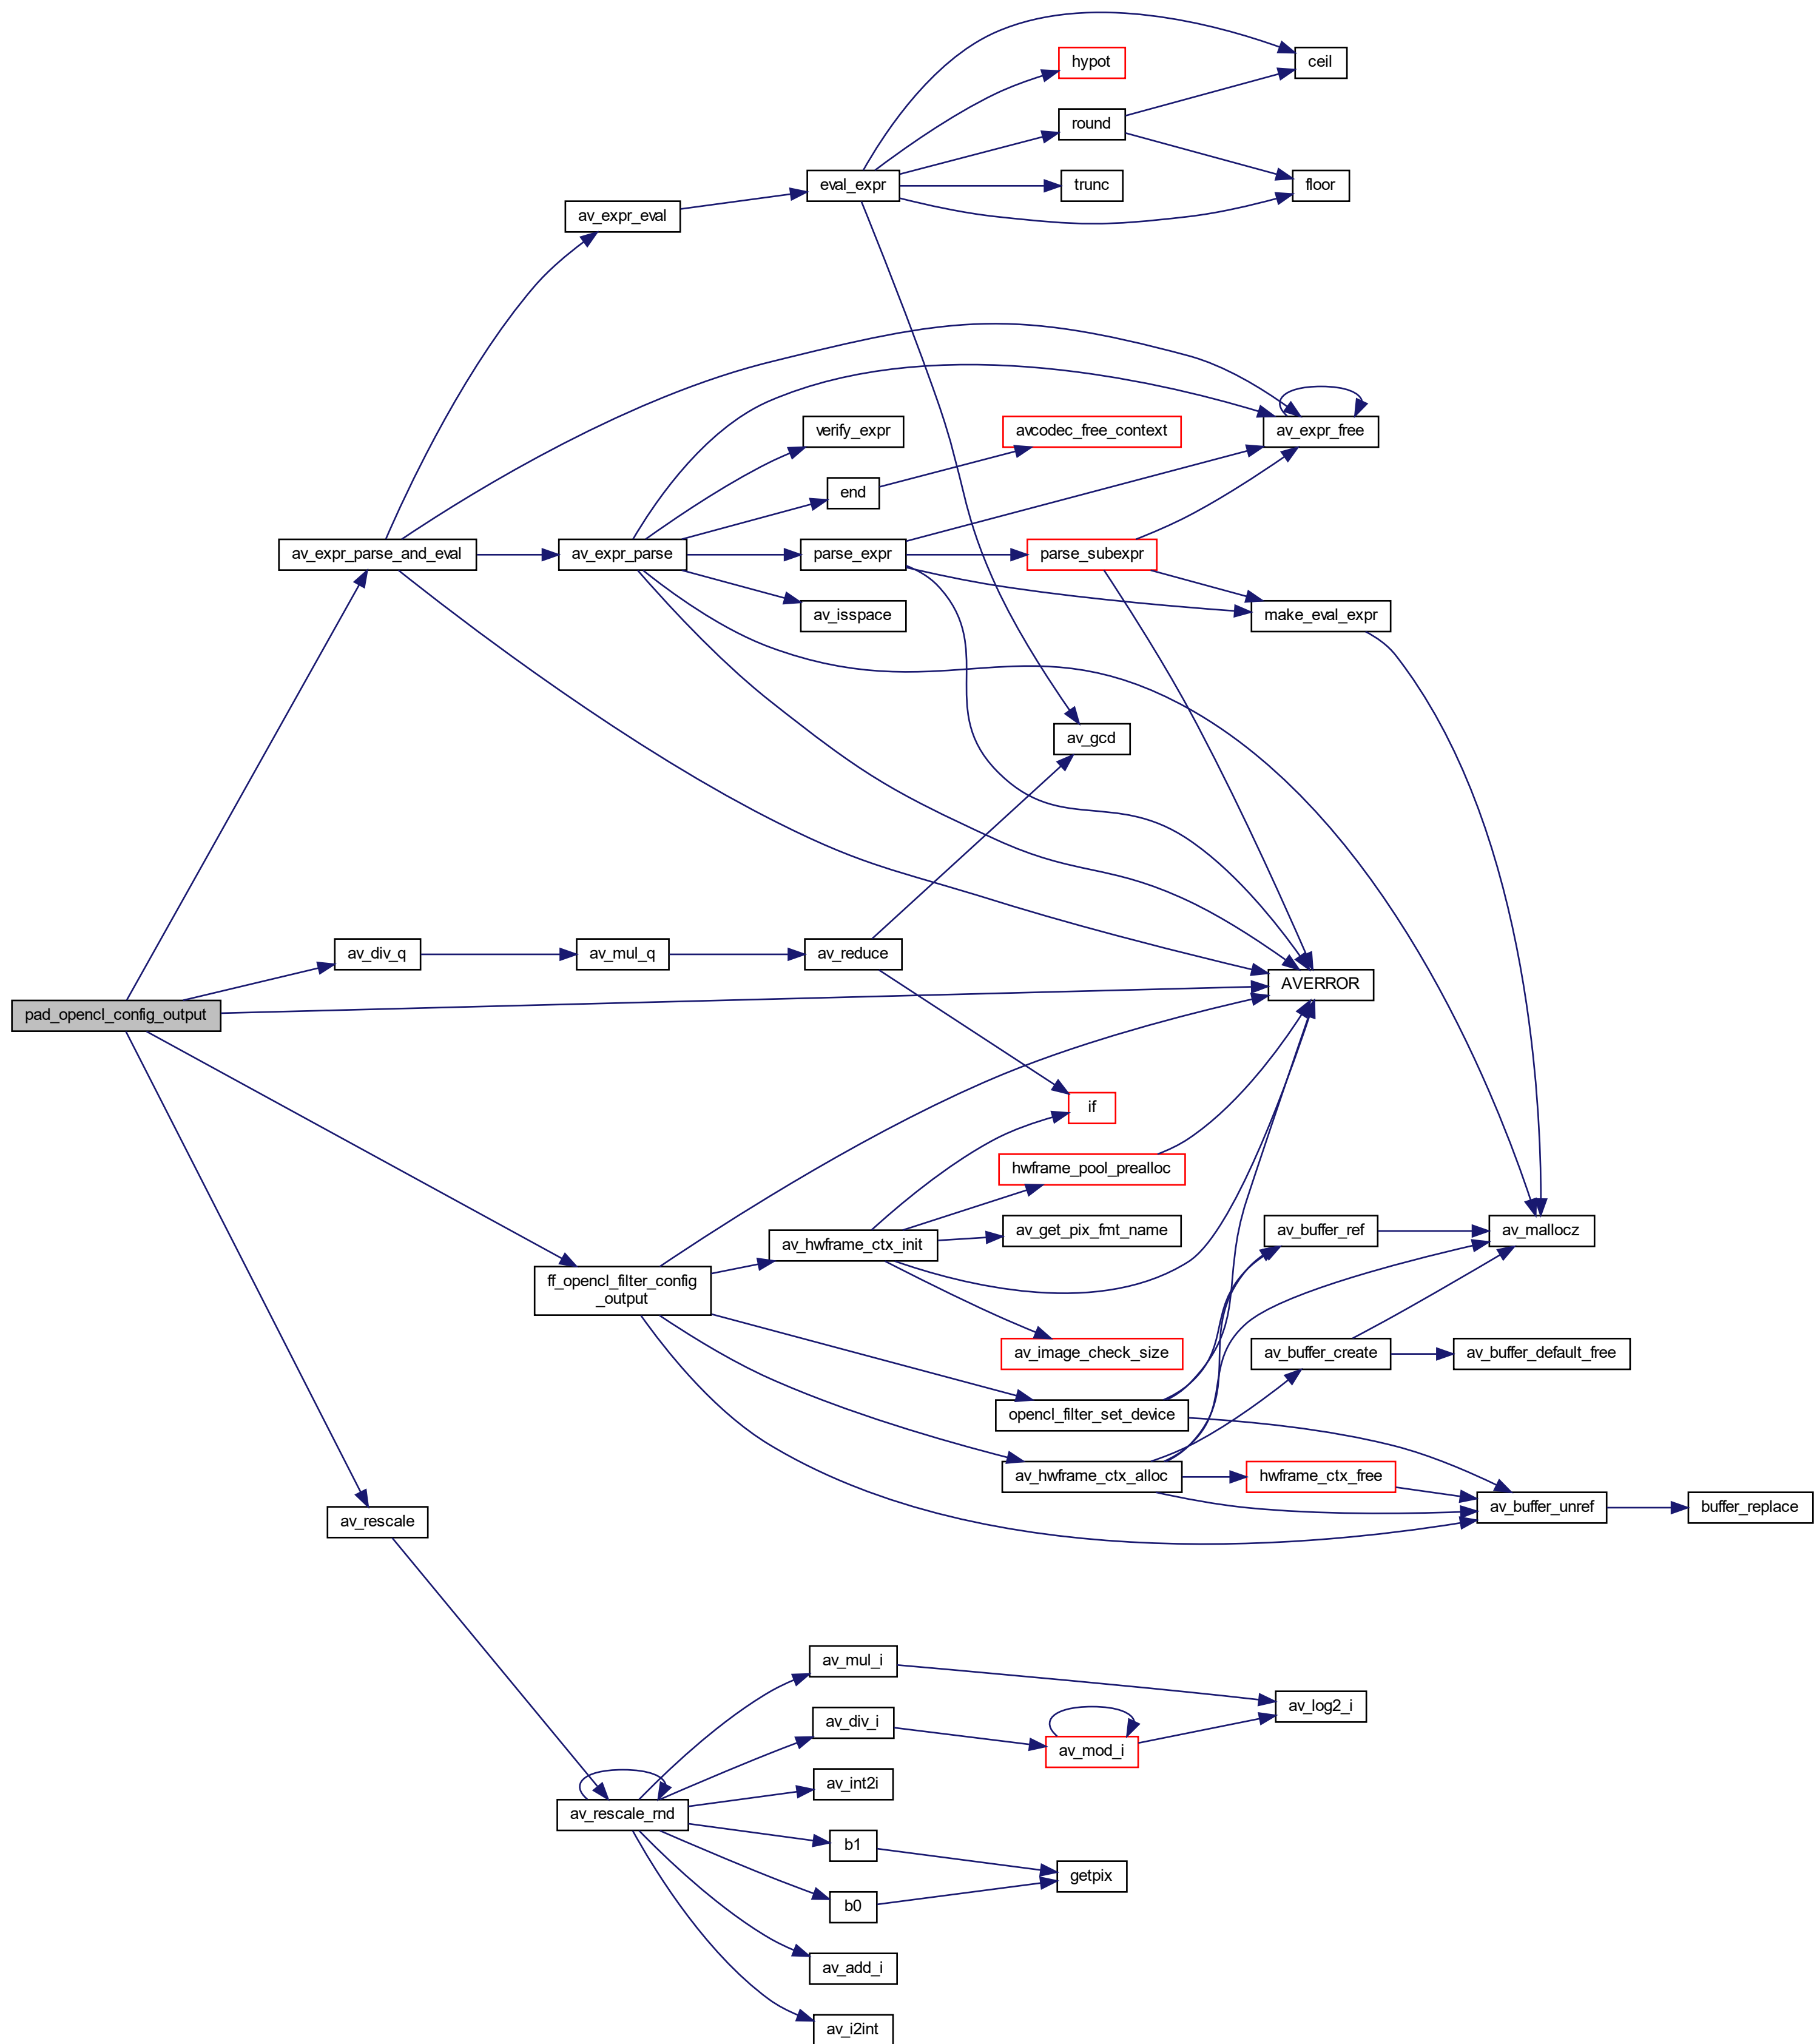 ceil
hypot
round
eval_expr
trunc
floor
av_expr_eval
av_expr_free
verify_expr
avcodec_free_context
end
av_expr_parse_and_eval
av_expr_parse
parse_expr
parse_subexpr
av_isspace
make_eval_expr
av_gcd
av_div_q
av_mul_q
av_reduce
AVERROR
pad_opencl_config_output
if
hwframe_pool_prealloc
av_get_pix_fmt_name
av_buffer_ref
av_mallocz
av_hwframe_ctx_init
ff_opencl_filter_config
_output
av_image_check_size
av_buffer_create
av_buffer_default_free
opencl_filter_set_device
av_hwframe_ctx_alloc
hwframe_ctx_free
av_buffer_unref
buffer_replace
av_rescale
av_mul_i
av_log2_i
av_div_i
av_mod_i
av_int2i
av_rescale_rnd
b1
getpix
b0
av_add_i
av_i2int